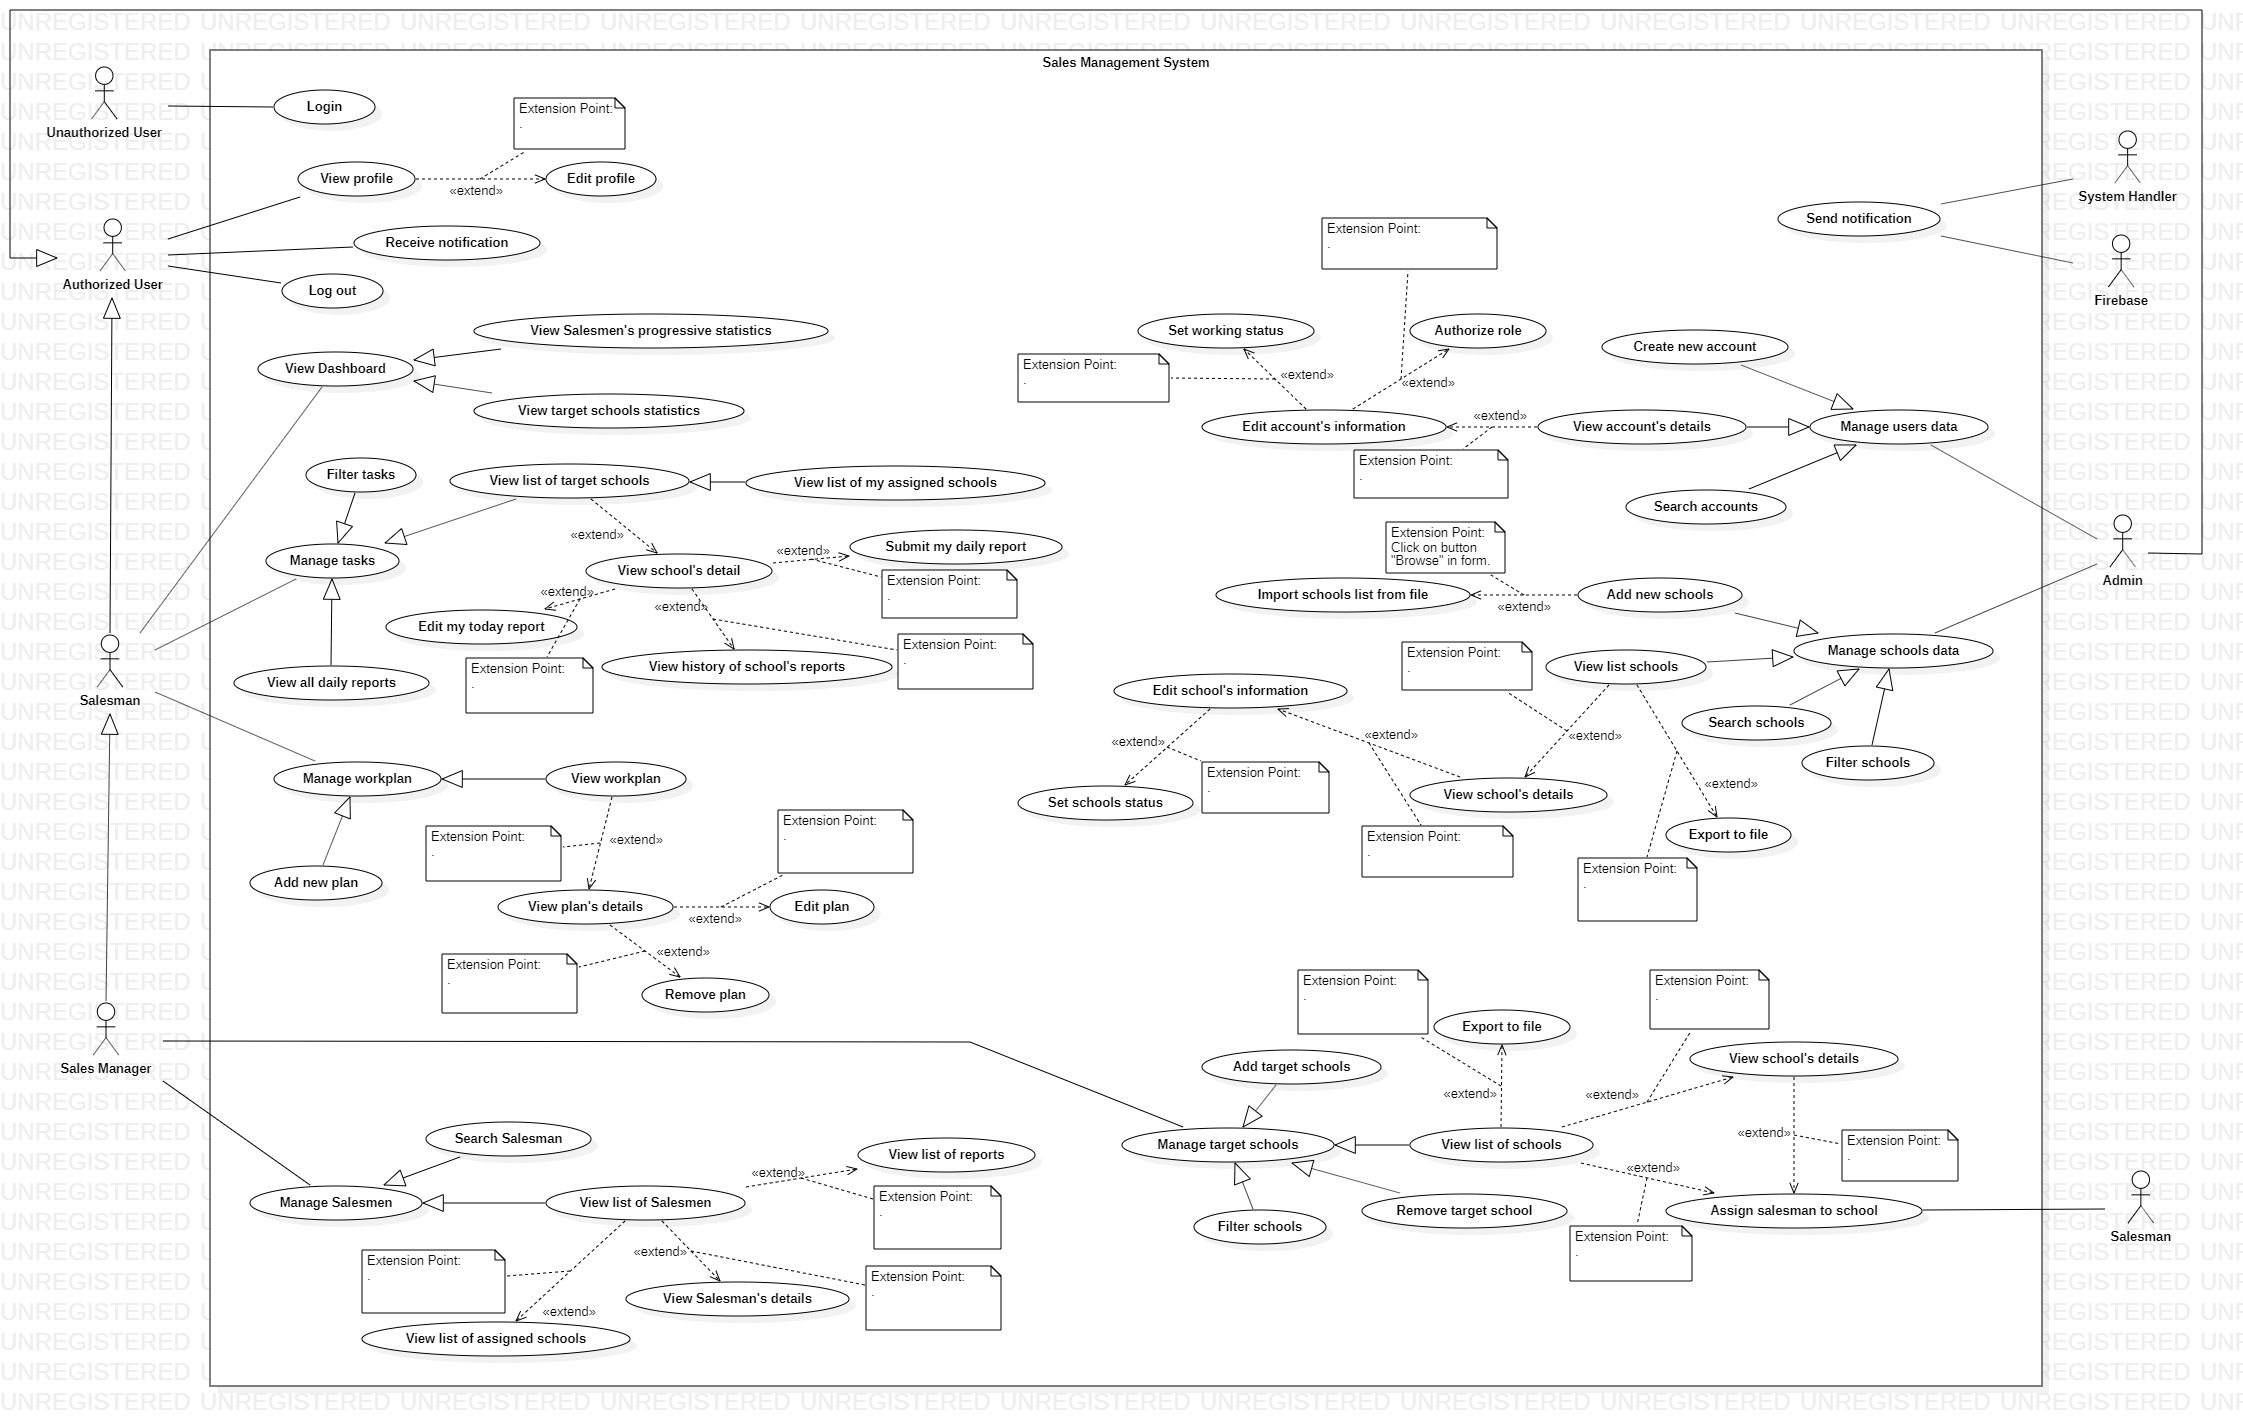 Sales Management System
Unauthorized User
Login
Extension Point:
.
View profile
«extend»
Edit profile
Authorized User
Receive notification
Log out
System Handler
Send notification
Firebase
Extension Point:
.
View Salesmen's progressive statistics
View Dashboard
View target schools statistics
Set working status
Authorize role
Extension Point:
.
«extend»
«extend»
Create new account
Edit account's information
«extend»
View account's details
Manage users data
Extension Point:
.
Search accounts
Filter tasks
View list of target schools
View list of my assigned schools
«extend»
Manage tasks
View school's detail
«extend»
Submit my daily report
Extension Point:
.
«extend»
«extend»
Edit my today report
View history of school's reports
Extension Point:
.
Extension Point:
.
View all daily reports
Salesman
Extension Point:
Click on button
"Browse" in form.
Import schools list from file
«extend»
Add new schools
Admin
Extension Point:
.
View list schools
Manage schools data
Edit school's information
Search schools
«extend»
«extend»
«extend»
Filter schools
Extension Point:
.
Set schools status
View school's details
«extend»
Extension Point:
.
Export to file
Extension Point:
.
Manage workplan
View workplan
Extension Point:
.
«extend»
Extension Point:
.
Add new plan
View plan's details
«extend»
Edit plan
Extension Point:
.
«extend»
Remove plan
Sales Manager
Extension Point:
.
Export to file
Extension Point:
.
Add target schools
«extend»
«extend»
View school's details
Manage target schools
View list of schools
«extend»
Extension Point:
.
«extend»
Filter schools
Remove target school
Assign salesman to school
Extension Point:
.
Salesman
Search Salesman
Manage Salesmen
View list of Salesmen
«extend»
View list of reports
Extension Point:
.
Extension Point:
.
«extend»
View Salesman's details
Extension Point:
.
«extend»
View list of assigned schools
UNREGISTERED